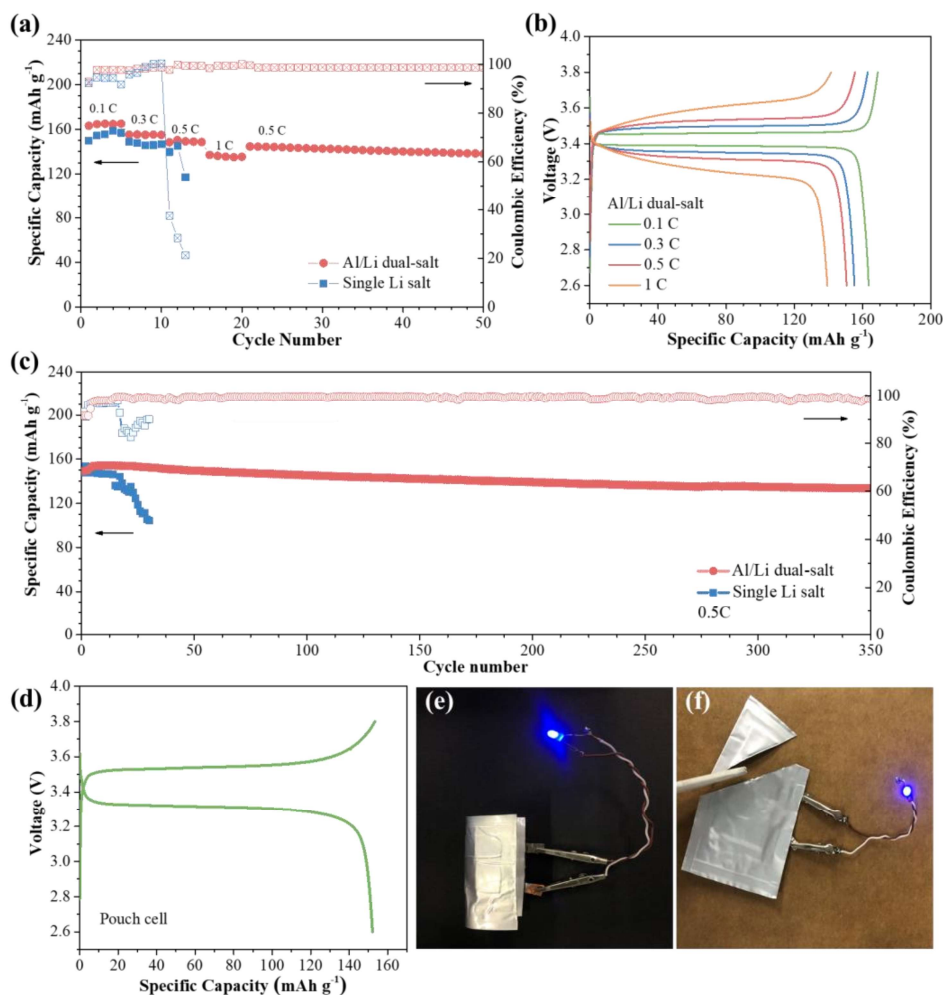 (a)
240
200
160
120
80
40
0
Specific Capacity (mAh g-1)
0.1 C
0.3 C
0.5 C
1 C
0.5 C
Al/Li dual-salt
Single Li salt
0 10 20 30 40 50
Cycle Number
100
80
60
40
20
0
Coulombic Efficiency (%)
(b)
4.0
3.8
3.6
3.4
3.2
3.0
2.8
2.6
Voltage (V)
Al/Li dual-salt
0.1 C
0.3 C
0.5 C
1 C
0 40 80 120 160 200
Specific Capacity (mAh g-1)
(c)
240
200
160
120
80
40
0
Specific Capacity (mAh g-1)
Al/Li dual-salt
Single Li salt
0.5C
0 50 100 150 200 250 300 350
Cycle number
100
80
60
40
20
0
Coulombic Efficiency (%)
(d)
4.0
3.8
3.6
3.4
3.2
3.0
2.8
2.6
Voltage (V)
Pouch cell
0 20 40 60 80 100 120 140 160
Specific Capacity (mAh g-1)
(e)
(f)